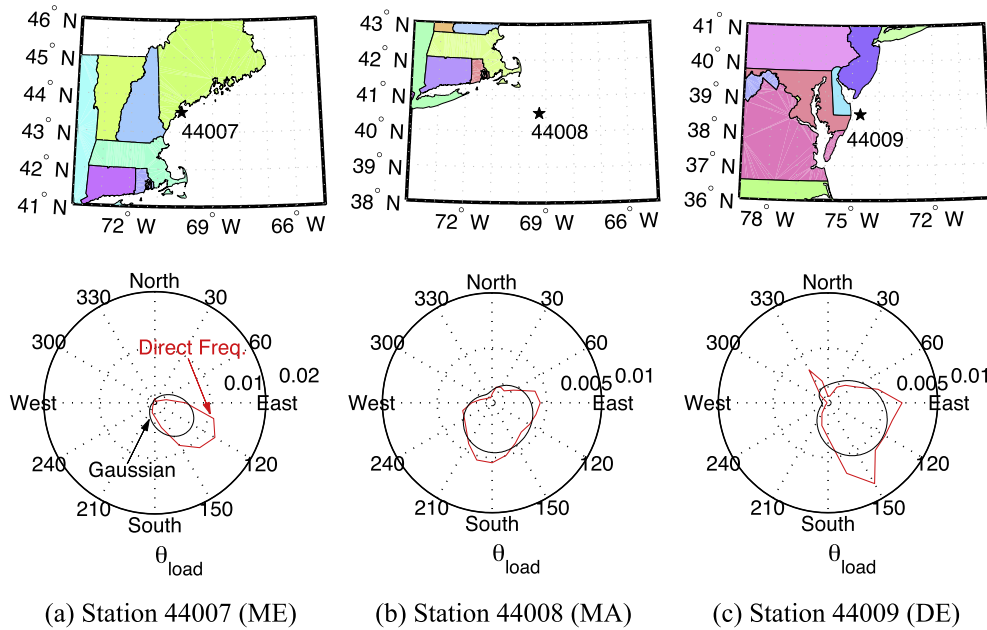 46° N
45° N
44° N
43° N
42° N
41° N
72° W 69° W 66° W
44007
43° N
42° N
41° N
40° N
39° N
38° N
72° W 69° W 66° W
44008
41° N
40° N
39° N
38° N
37° N
36° N
78° W 75° W 72° W
44009
North
330 30
300 60
Direct Freq.
0.01 0.02
West East
Gaussian
240 120
210 150
South
θload
North
330 30
300 60
0.005 0.01
West East
240 120
210 150
South
θload
North
330 30
300 60
0.005 0.01
West East
240 120
210 150
South
θload
(a) Station 44007 (ME) (b) Station 44008 (MA) (c) Station 44009 (DE)